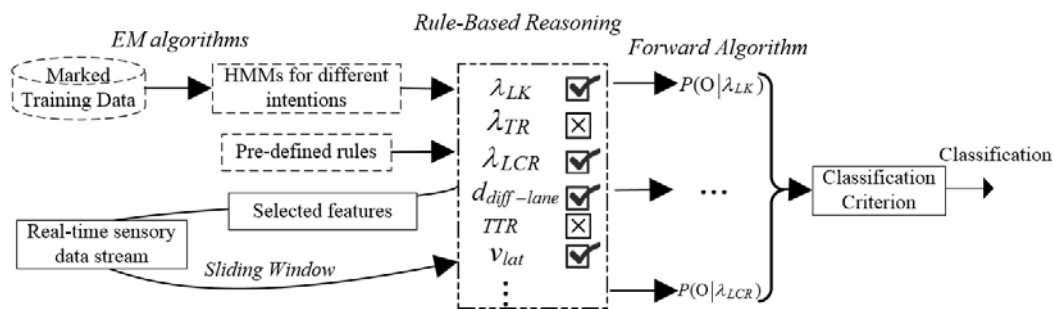 Rule-Based Reasoning
EM algorithms
Forward Algorithm
Marked
Training Data
HMMs for different
intentions
Pre-defined rules
Selected features
Real-time sensory
data stream
Sliding Window
λ_LK
λ_TR
λ_LCR
d_diff-lane
TTR
v_lat
⋮
P(O|λ_LK)
...
P(O|λ_LCR)
Classification
Criterion
Classification